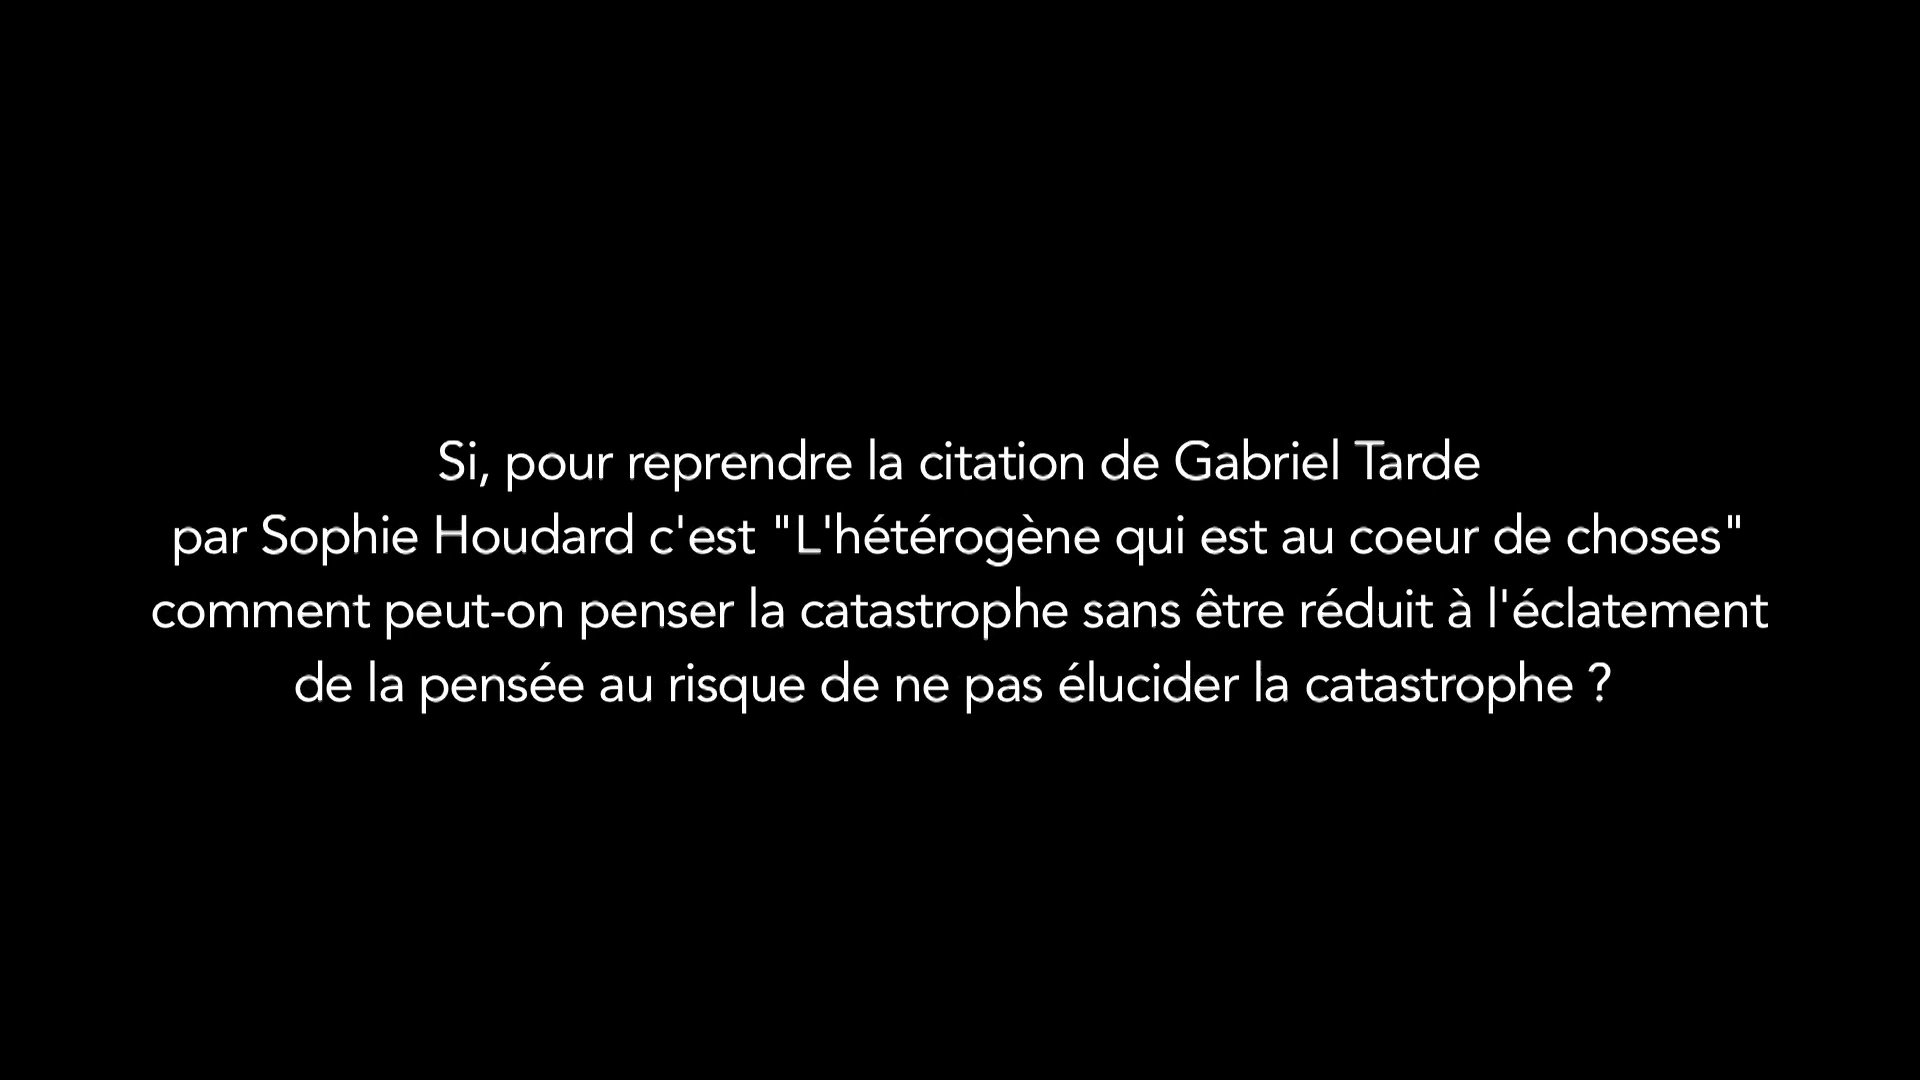 Si, pour reprendre la citation de Gabriel Tarde
par Sophie Houdard c'est "L'hétérogène qui est au coeur de choses"
comment peut-on penser la catastrophe sans être réduit à l'éclatement
de la pensée au risque de ne pas élucider la catastrophe ?